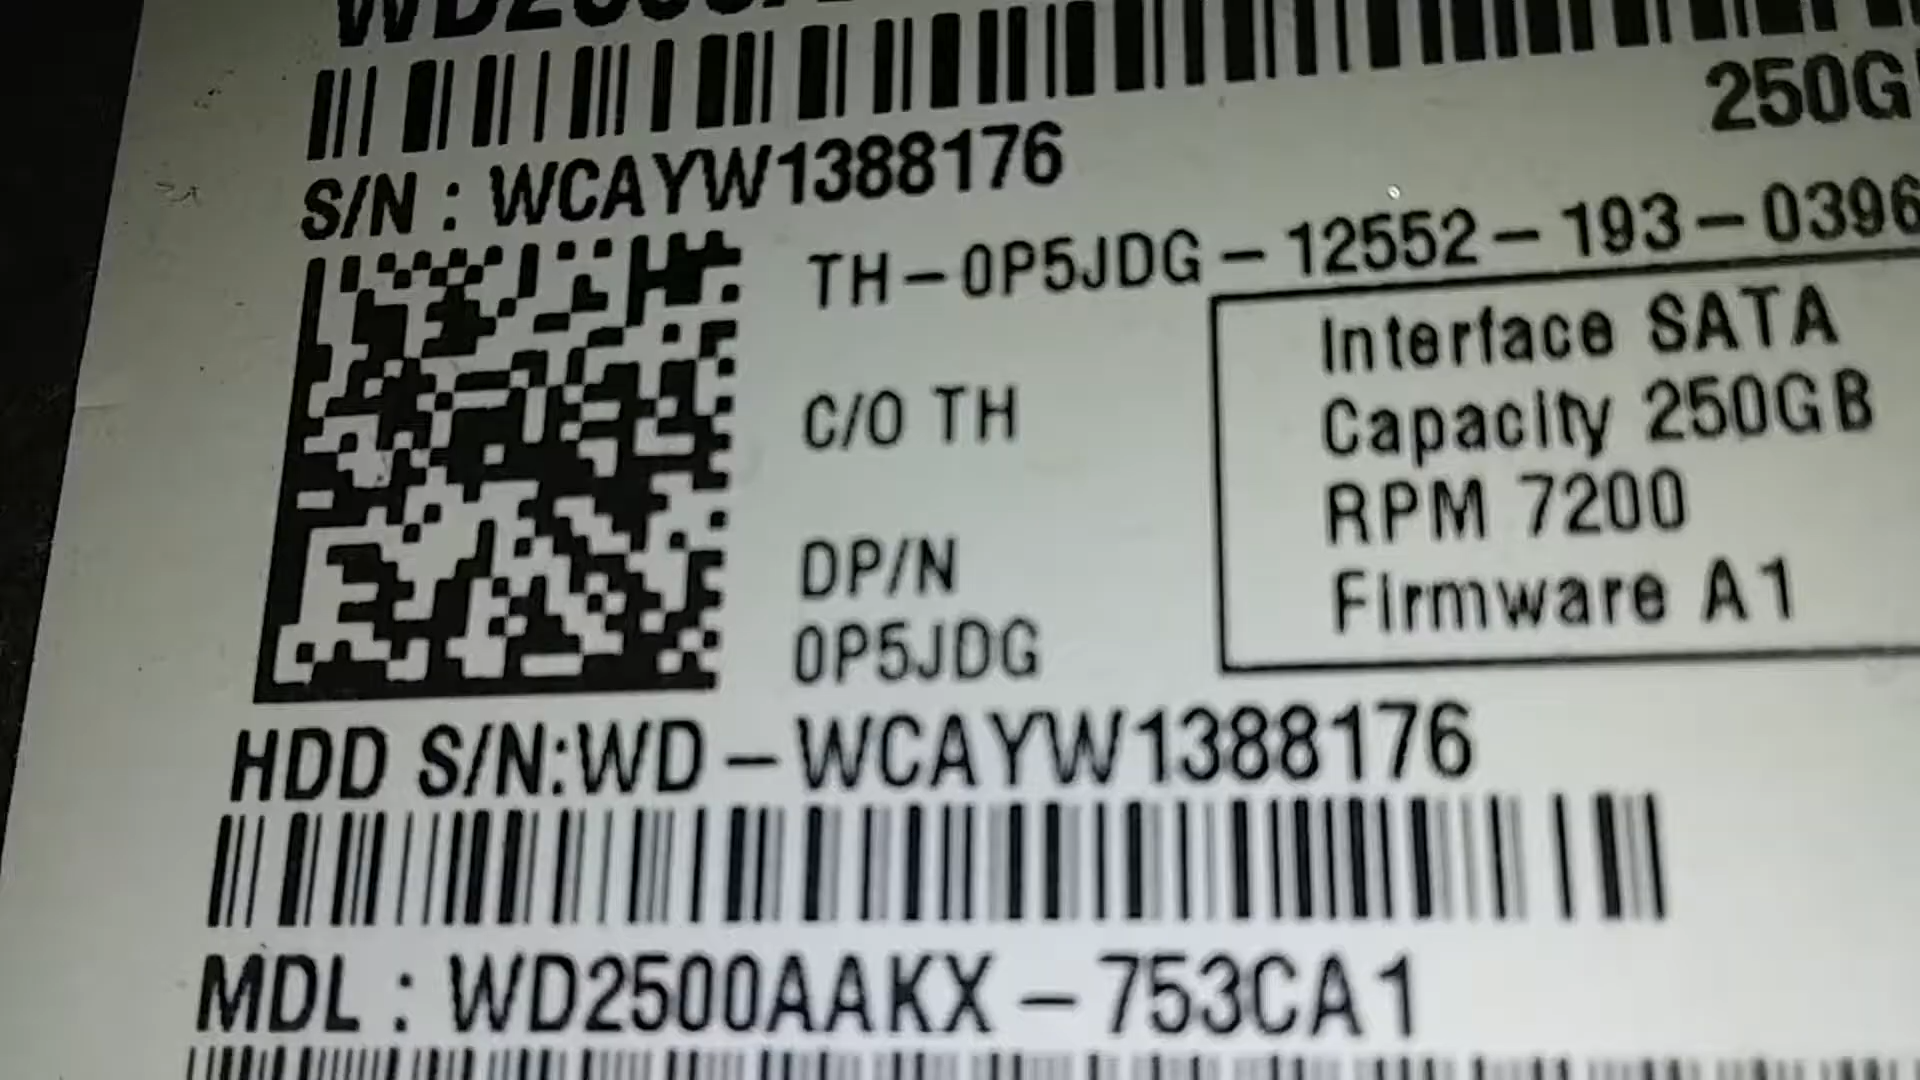 250G
S/N : WCAYW1388176
TH-0P5JDG-12552-193-0396
Interface SATA
Capacity 250GB
RPM 7200
Firmware A1
C/O TH
DP/N
0P5JDG
HDD S/N:WD-WCAYW1388176
MDL : WD2500AAKX-753CA1